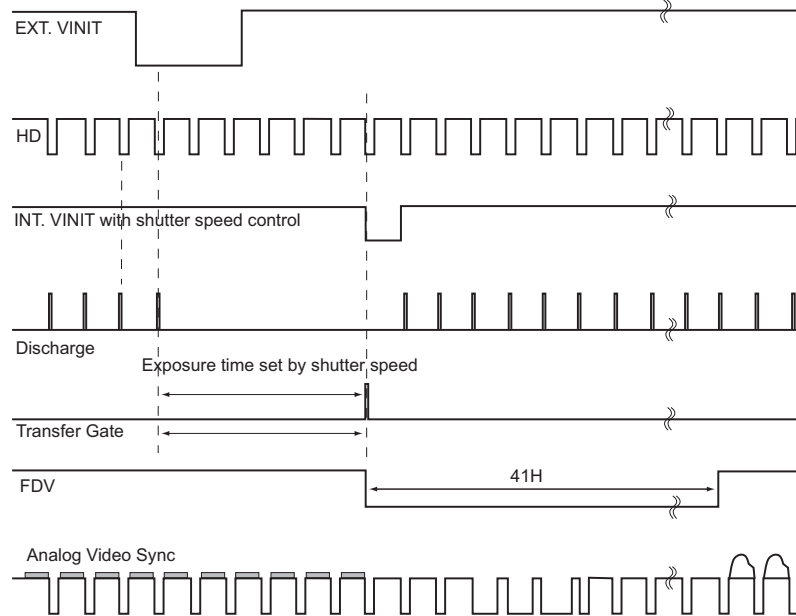 EXT. VINIT
HD
INT. VINIT with shutter speed control
Discharge
Exposure time set by shutter speed
Transfer Gate
FDV
41H
Analog Video Sync